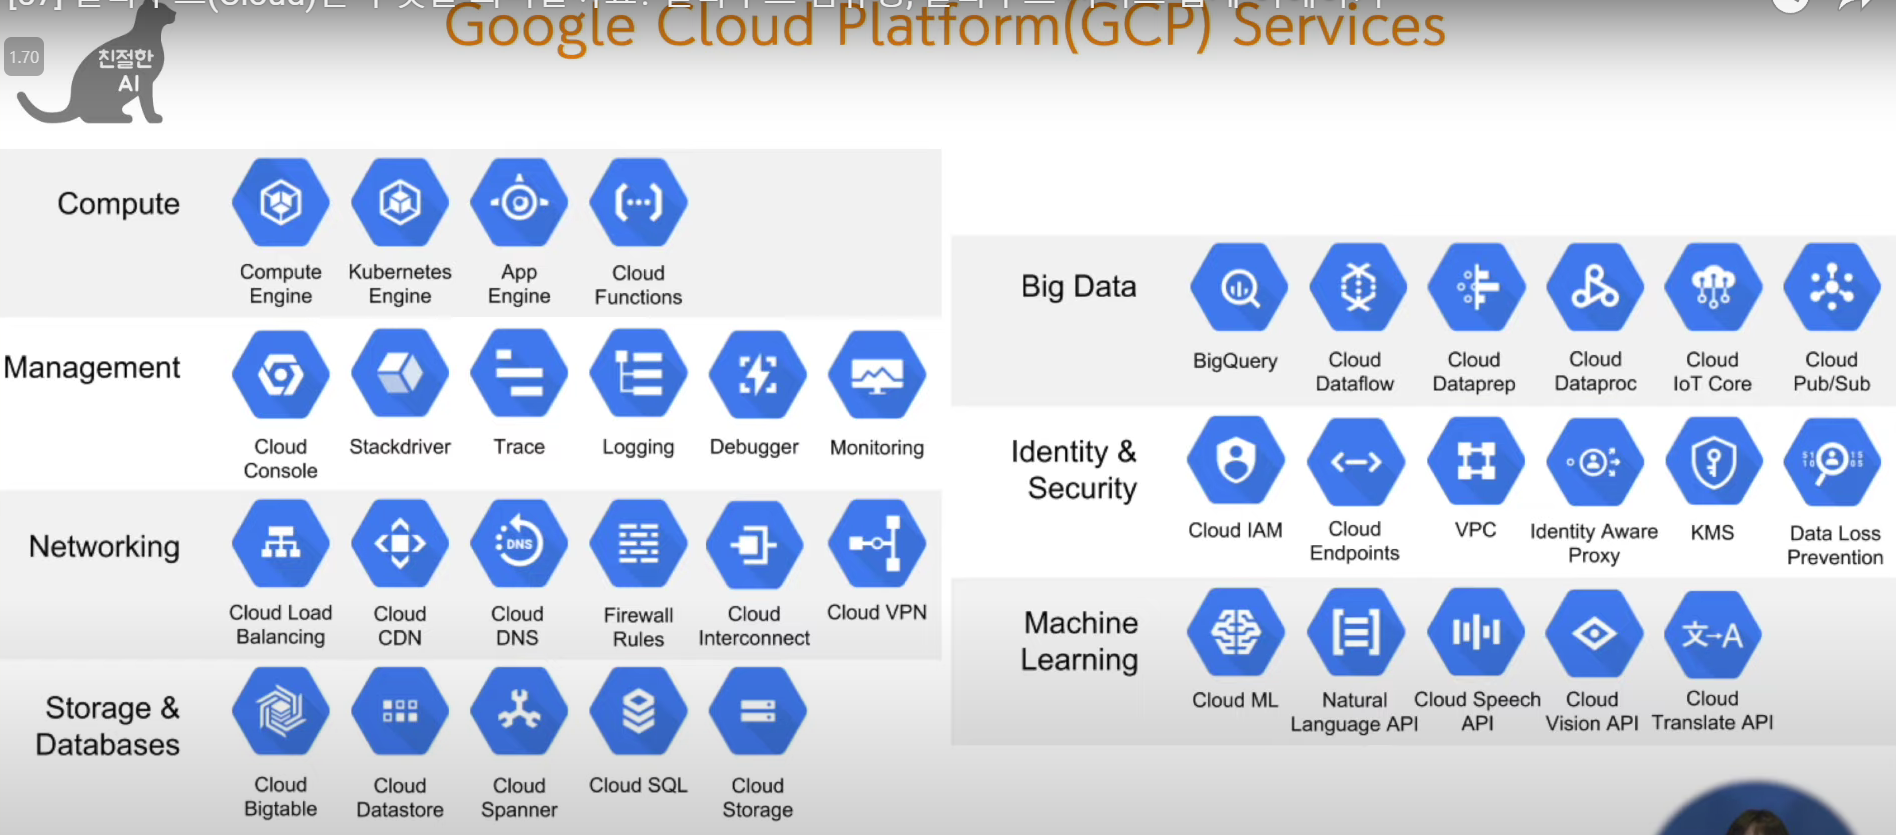 Google Cloud Platform(GCP) Services
1.70
친절한
AI
Compute
Compute
Engine
Kubernetes
Engine
App
Engine
Cloud
Functions
Management
Cloud
Console
Stackdriver
Trace
Logging
Debugger
Monitoring
Networking
Cloud Load
Balancing
Cloud
CDN
DNS
Cloud
DNS
Firewall
Rules
Cloud
Interconnect
Cloud VPN
Storage &
Databases
Cloud
Bigtable
Cloud
Datastore
Cloud
Spanner
Cloud SQL
Cloud
Storage
Big Data
BigQuery
Cloud
Dataflow
Cloud
Dataprep
Cloud
Dataproc
Cloud
IoT Core
Cloud
Pub/Sub
Identity &
Security
Cloud IAM
Cloud
Endpoints
VPC
Identity Aware
Proxy
KMS
Data Loss
Prevention
Machine
Learning
Cloud ML
Natural
Language API
Cloud Speech
API
Cloud
Vision API
文→A
Cloud
Translate API